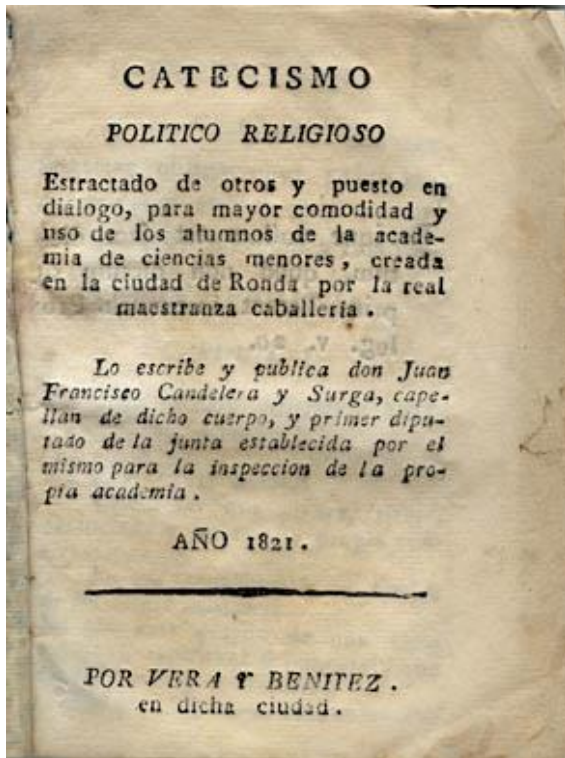 CATECISMO
POLITICO RELIGIOSO
Estractado de otros y puesto en
dialogo, para mayor comodidad y
uso de los alumnos de la acade-
mia de ciencias menores, creada
en la ciudad de Ronda por la real
maestranza caballeria.
Lo escribe y publica don Juan
Francisco Candelera y Surga, cape-
llan de dicho cuerpo, y primer dipu-
tado de la junta establecida por el
mismo para la inspeccion de la pro-
pia academia.
AÑO 1821.
POR VERA Y BENITEZ.
en dicha ciudad.